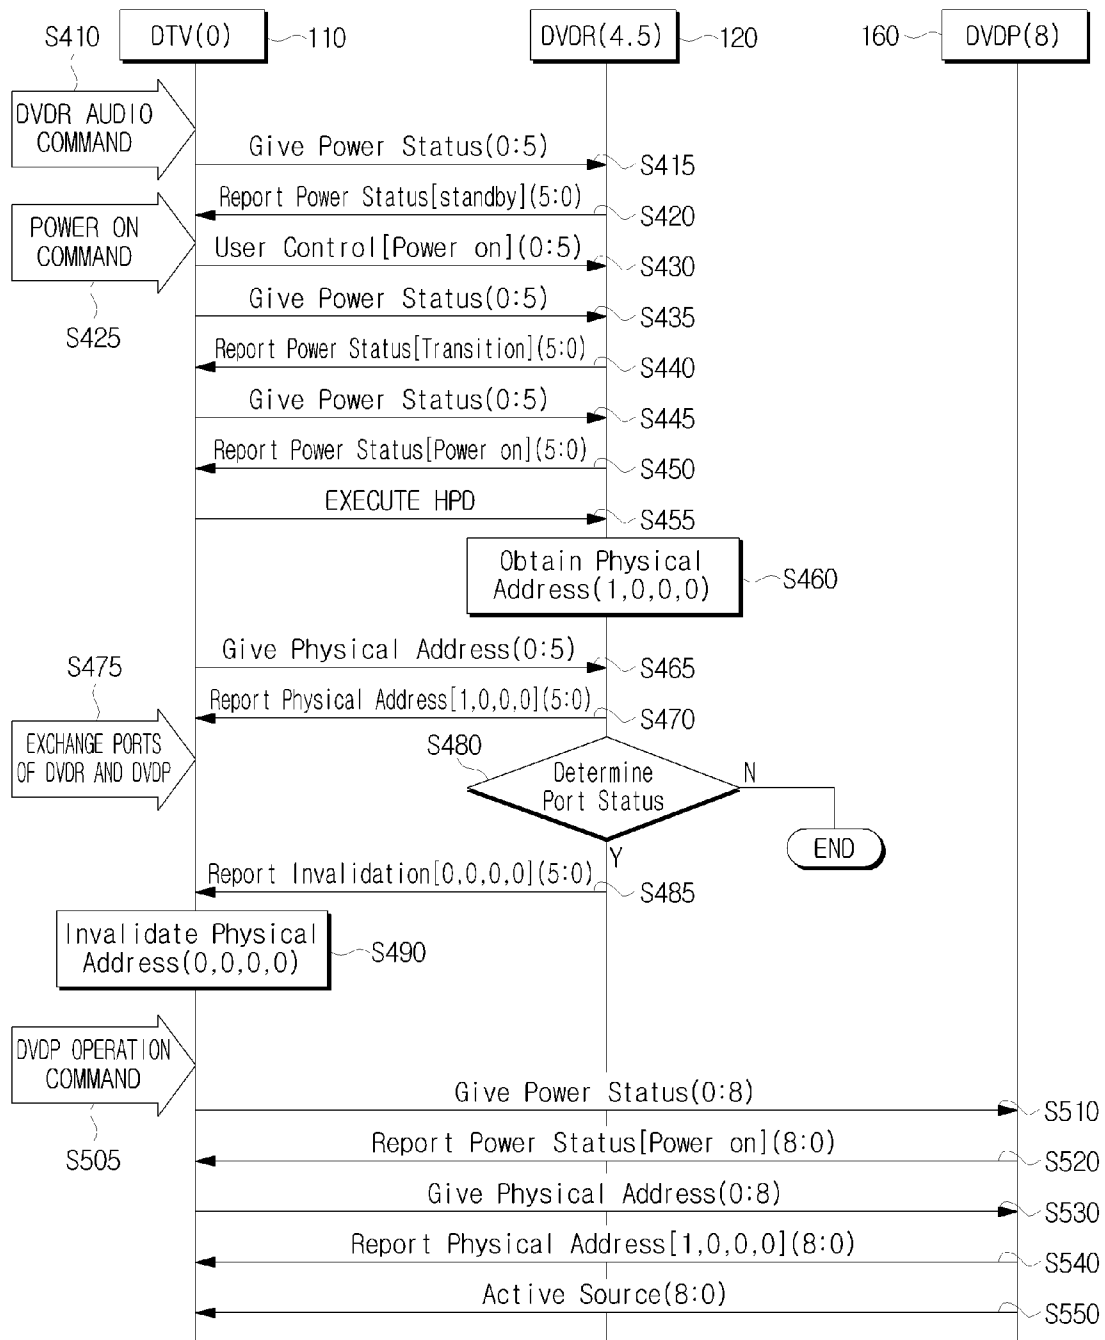 S410
DTV(0)
110
DVDR(4.5)
120
160
DVDP(8)
DVDR AUDIO
COMMAND
Give Power Status(0:5)
S415
Report Power Status[standby](5:0)
S420
POWER ON
COMMAND
User Control[Power on](0:5)
S430
S425
Give Power Status(0:5)
S435
Report Power Status[Transition](5:0)
S440
Give Power Status(0:5)
S445
Report Power Status[Power on](5:0)
S450
EXECUTE HPD
S455
Obtain Physical
Address(1,0,0,0)
S460
Give Physical Address(0:5)
S465
S475
Report Physical Address[1,0,0,0](5:0)
S470
EXCHANGE PORTS
OF DVDR AND DVDP
S480
Determine
Port Status
N
END
Y
Report Invalidation[0,0,0,0](5:0)
S485
Invalidate Physical
Address(0,0,0,0)
S490
DVDP OPERATION
COMMAND
S505
Give Power Status(0:8)
S510
Report Power Status[Power on](8:0)
S520
Give Physical Address(0:8)
S530
Report Physical Address[1,0,0,0](8:0)
S540
Active Source(8:0)
S550